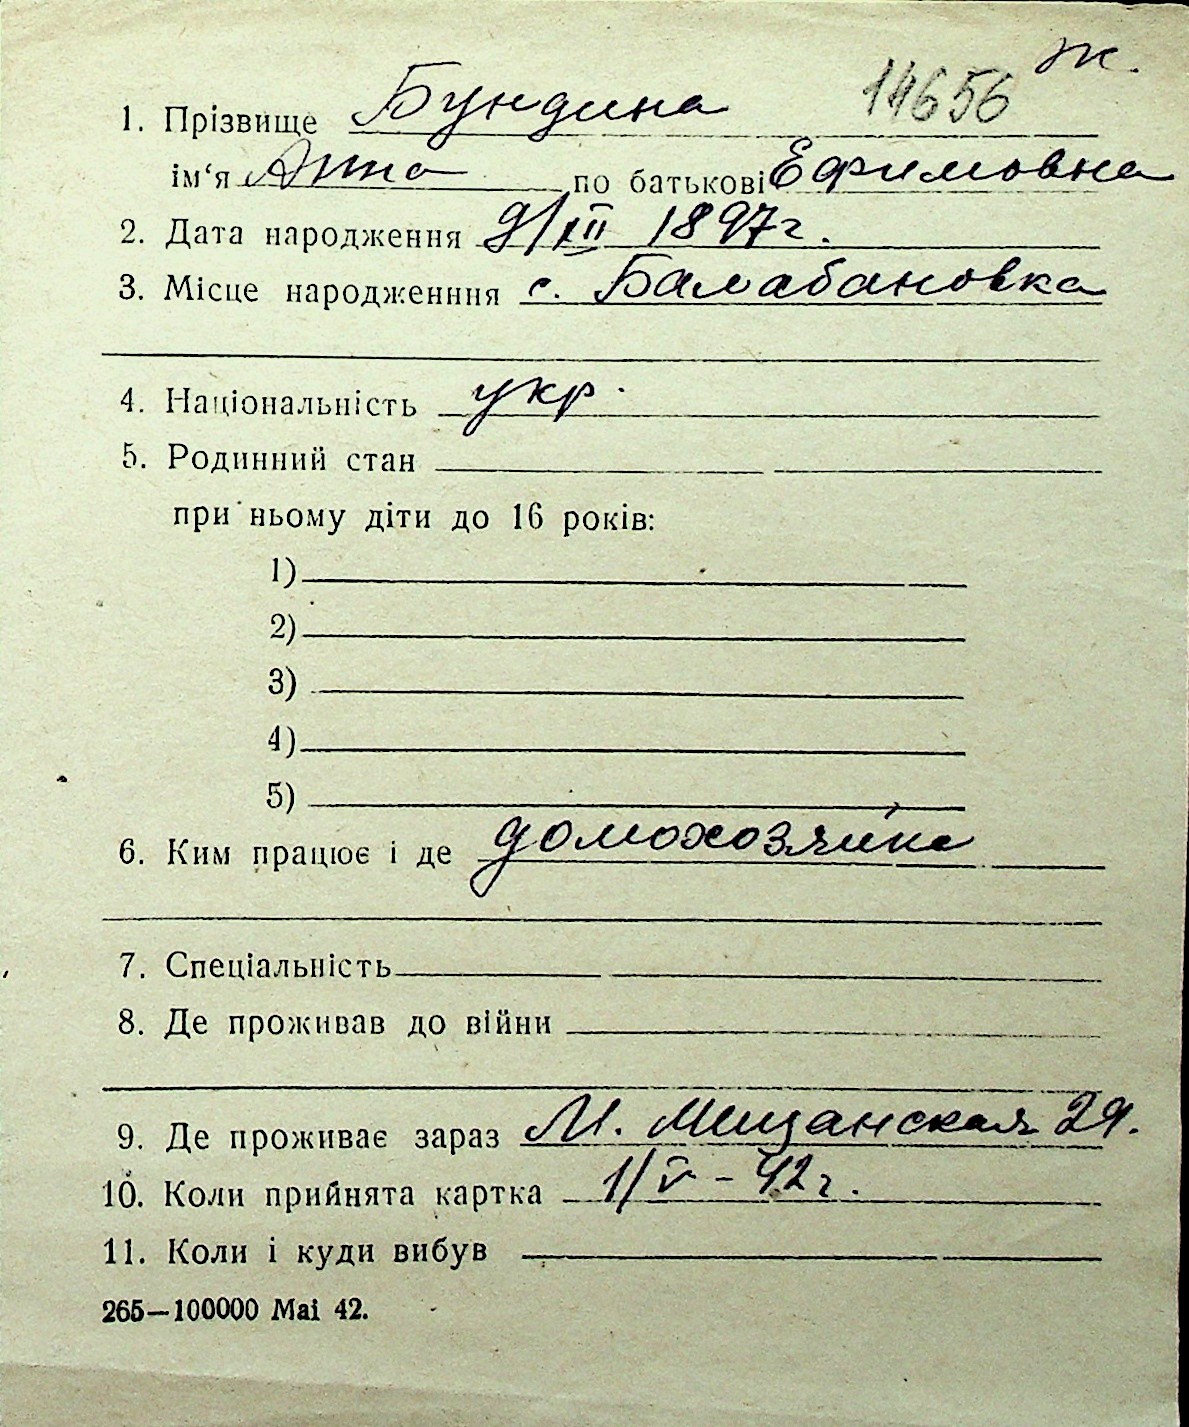 ж.
14656
1. Прізвище Бундина
ім'я Анна по батькові Ефимовна
2. Дата народження 9/XII 1897г.
3. Місце народженння с. Балабановка
4. Національність укр.
5. Родинний стан
при ньому діти до 16 років:
1)
2)
3)
4)
5)
6. Ким працює і де домохозяйка
7. Спеціальність
8. Де проживав до війни
9. Де проживає зараз М. Мещанская 29.
10. Коли прийнята картка 1/V – 42 г.
11. Коли і куди вибув
265—100000 Mai 42.